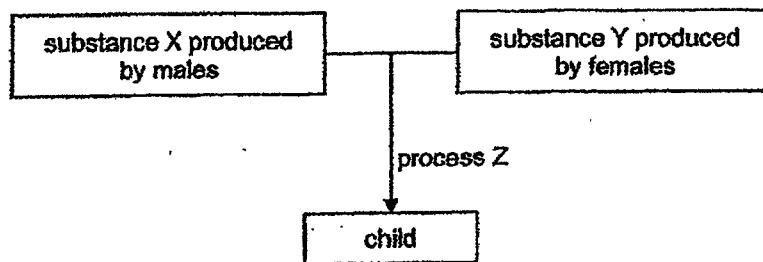 substance X produced
by males
substance Y produced
by females
process Z
child